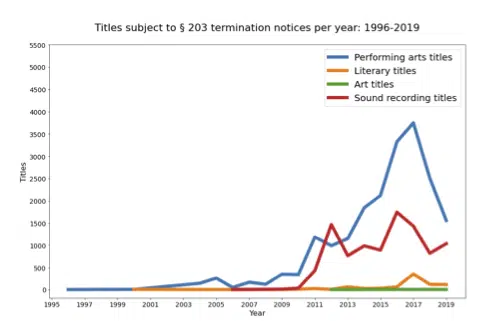 Titles subject to § 203 termination notices per year: 1996-2019
5500
5000
4500
4000
3500
3000
2500
2000
1500
1000
500
0
Titles
Performing arts titles
Literary titles
Art titles
Sound recording titles
1995 1997 1999 2001 2003 2005 2007 2009 2011 2013 2015 2017 2019
Year